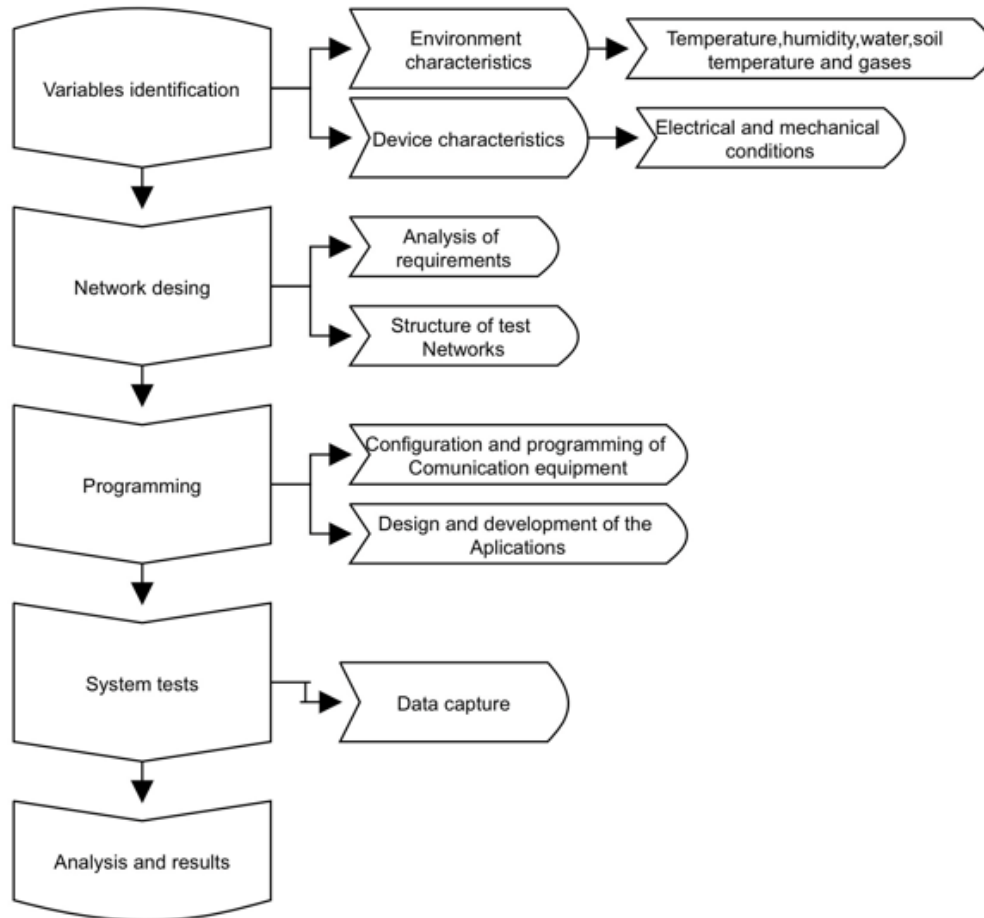 Variables identification
Environment
characteristics
Temperature,humidity,water,soil
temperature and gases
Device characteristics
Electrical and mechanical
conditions
Network desing
Analysis of
requirements
Structure of test
Networks
Programming
Configuration and programming of
Comunication equipment
Design and development of the
Aplications
System tests
Data capture
Analysis and results